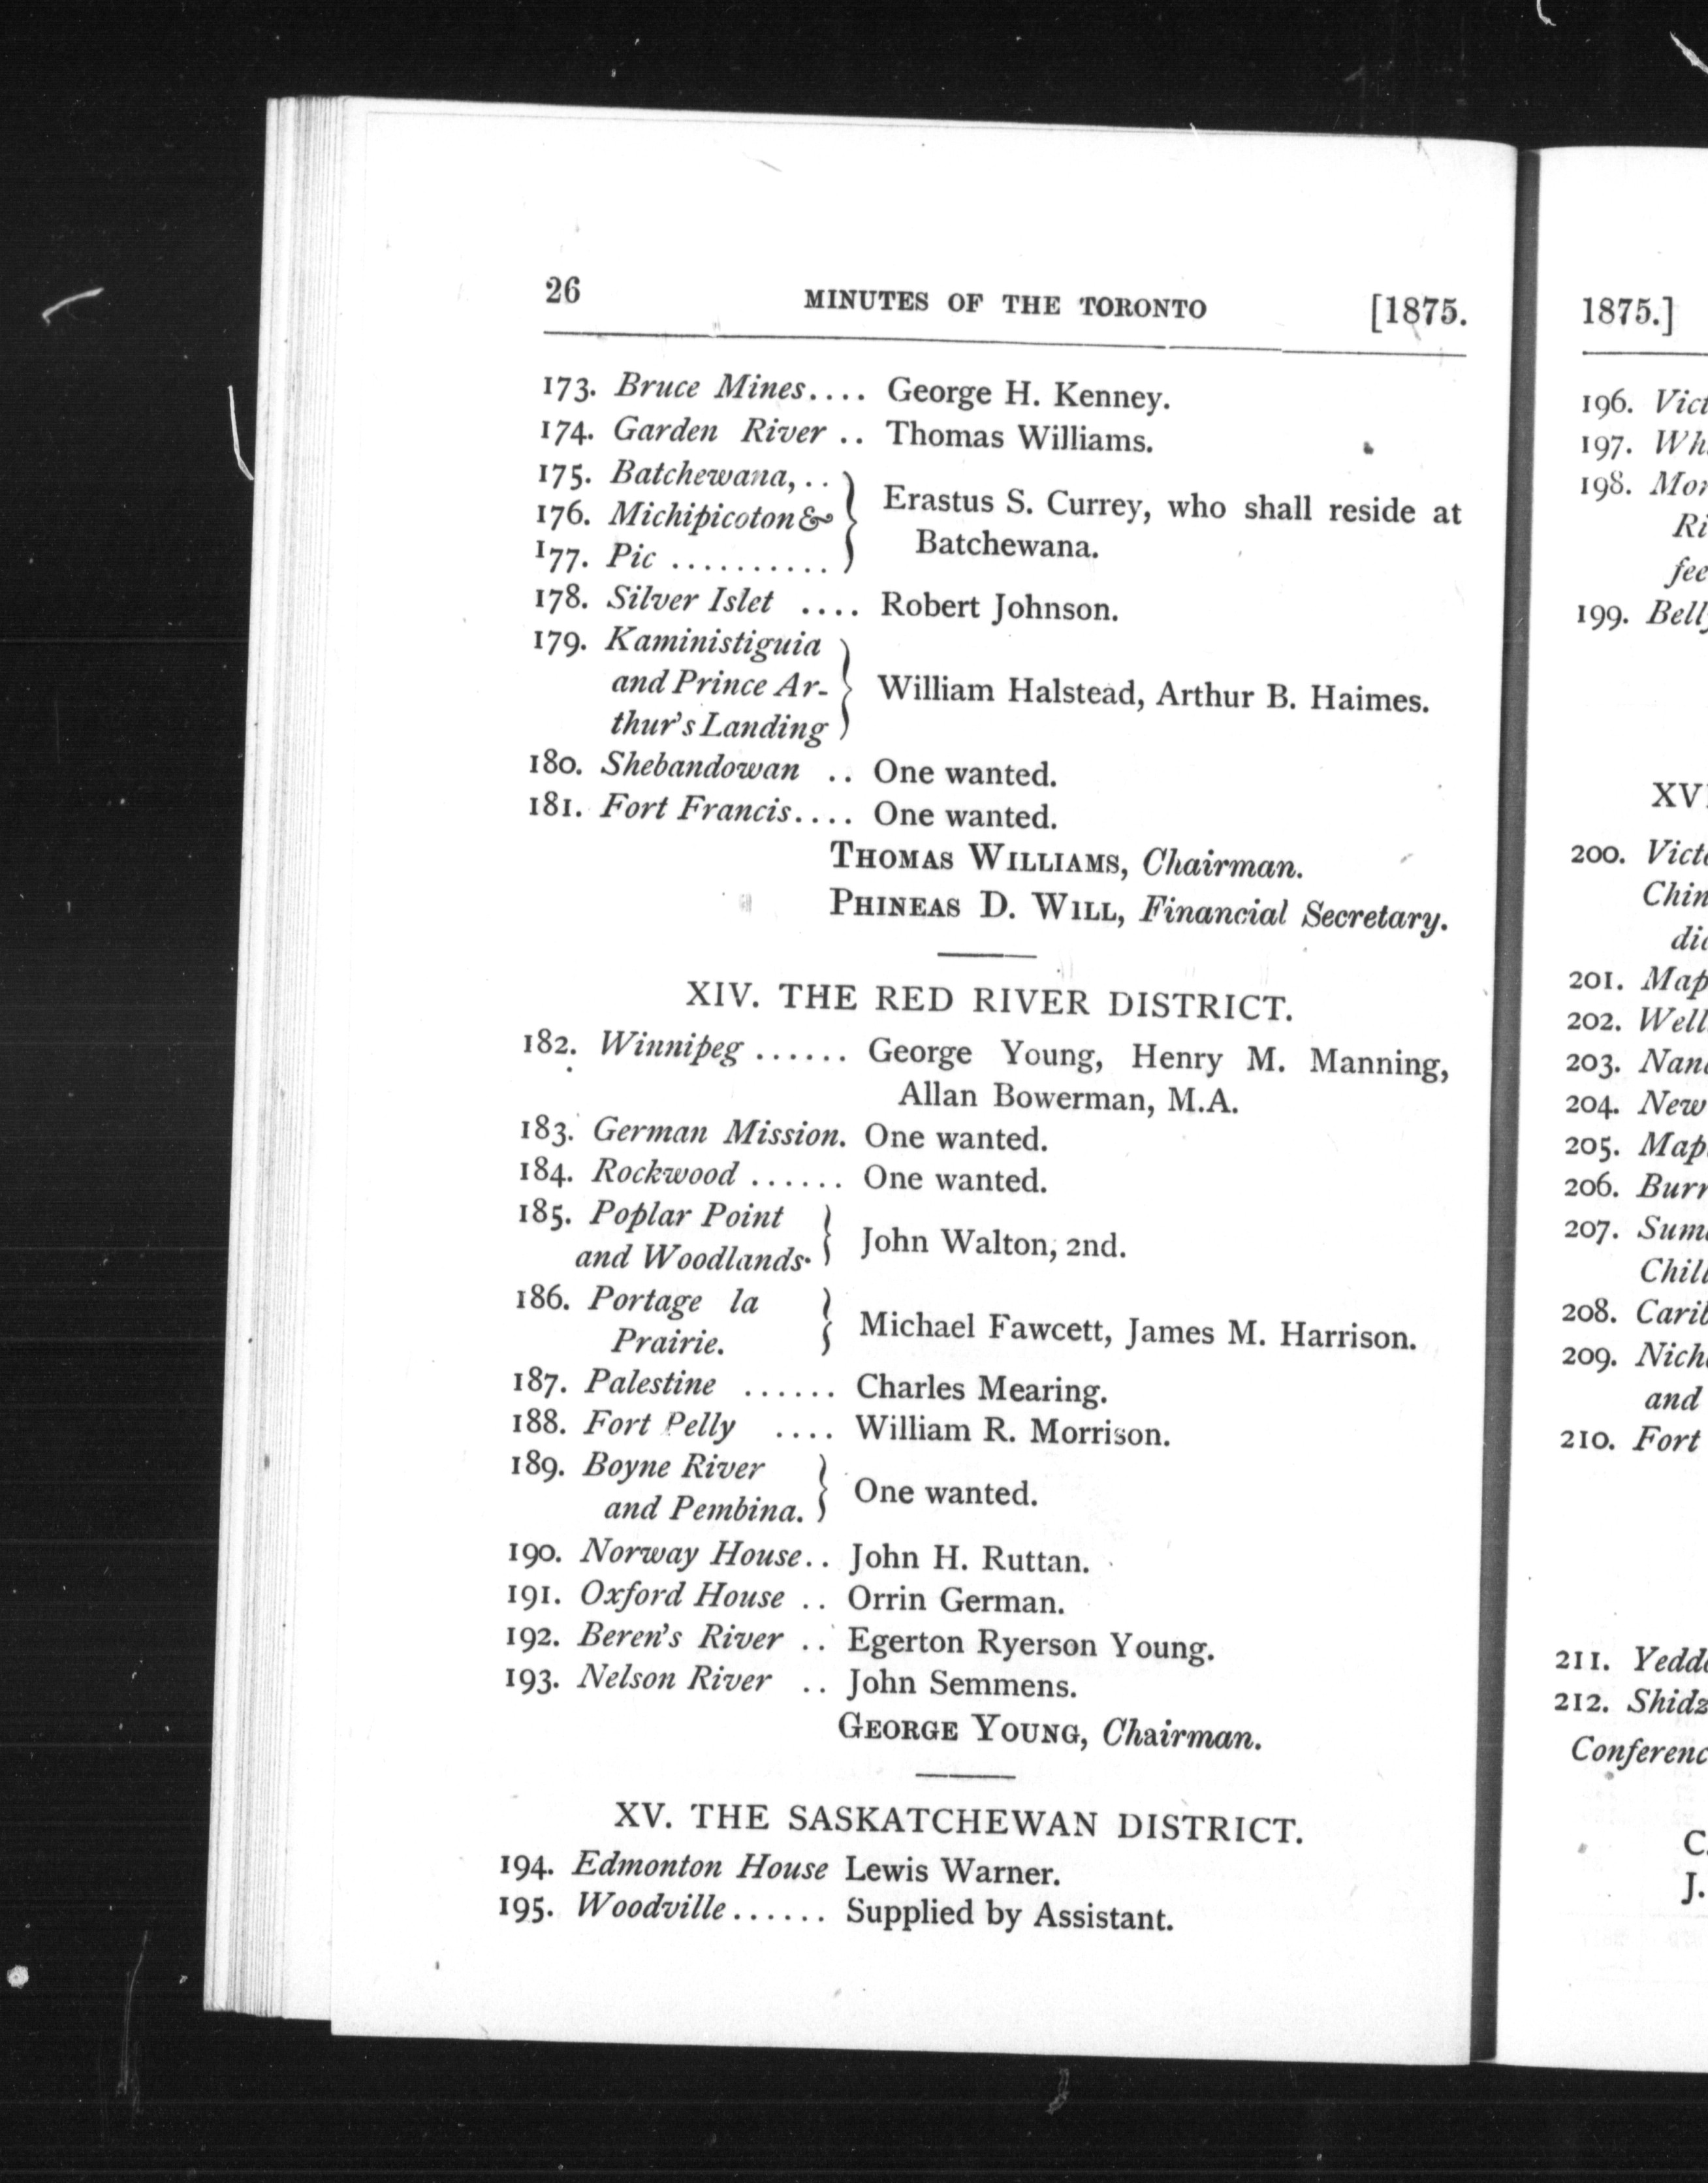 26 MINUTES OF THE TORONTO [1875.
173. Bruce Mines.... George H. Kenney.
174. Garden River .. Thomas Williams.
175. Batchewana, ..
176. Michipicoton &
177. Pic ..........
Erastus S. Currey, who shall reside at
Batchewana.
178. Silver Islet .... Robert Johnson.
179. Kaministiguia
and Prince Ar-
thur's Landing
William Halstead, Arthur B. Haimes.
180. Shebandowan .. One wanted.
181. Fort Francis.... One wanted.
THOMAS WILLIAMS, Chairman.
PHINEAS D. WILL, Financial Secretary.
XIV. THE RED RIVER DISTRICT.
182. Winnipeg ...... George Young, Henry M. Manning,
Allan Bowerman, M.A.
183. German Mission. One wanted.
184. Rockwood ...... One wanted.
185. Poplar Point
and Woodlands.
John Walton, 2nd.
186. Portage la
Prairie.
Michael Fawcett, James M. Harrison.
187. Palestine ...... Charles Mearing.
188. Fort Pelly .... William R. Morrison.
189. Boyne River
and Pembina.
One wanted.
190. Norway House.. John H. Ruttan.
191. Oxford House .. Orrin German.
192. Beren's River .. Egerton Ryerson Young.
193. Nelson River .. John Semmens.
GEORGE YOUNG, Chairman.
XV. THE SASKATCHEWAN DISTRICT.
194. Edmonton House Lewis Warner.
195. Woodville...... Supplied by Assistant.
1875.]
196.
197.
198.
199.
200.
201.
202.
203.
204. New
205.
206.
207.
208.
209.
and
210. Fort
211.
212.